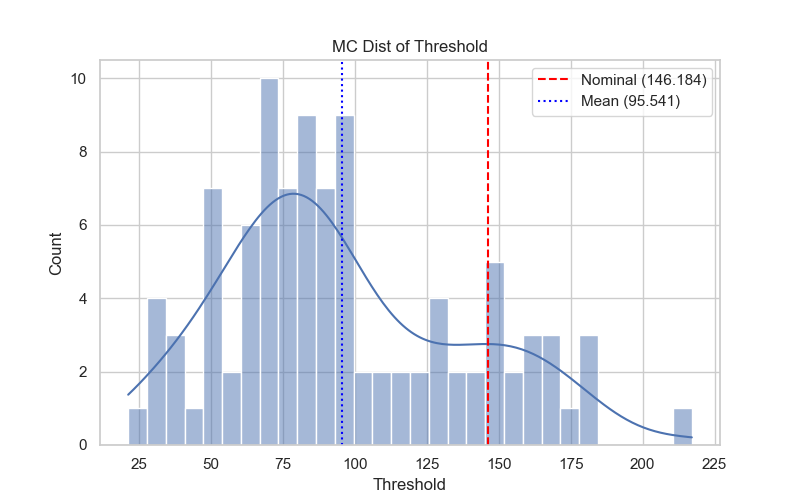 MC Dist of Threshold
Nominal (146.184)
Mean (95.541)
Count
10
8
6
4
2
0
25 50 75 100 125 150 175 200 225
Threshold